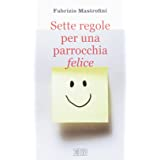 Fabrizio Mastrofini
Sette regole
per una
parrocchia
felice